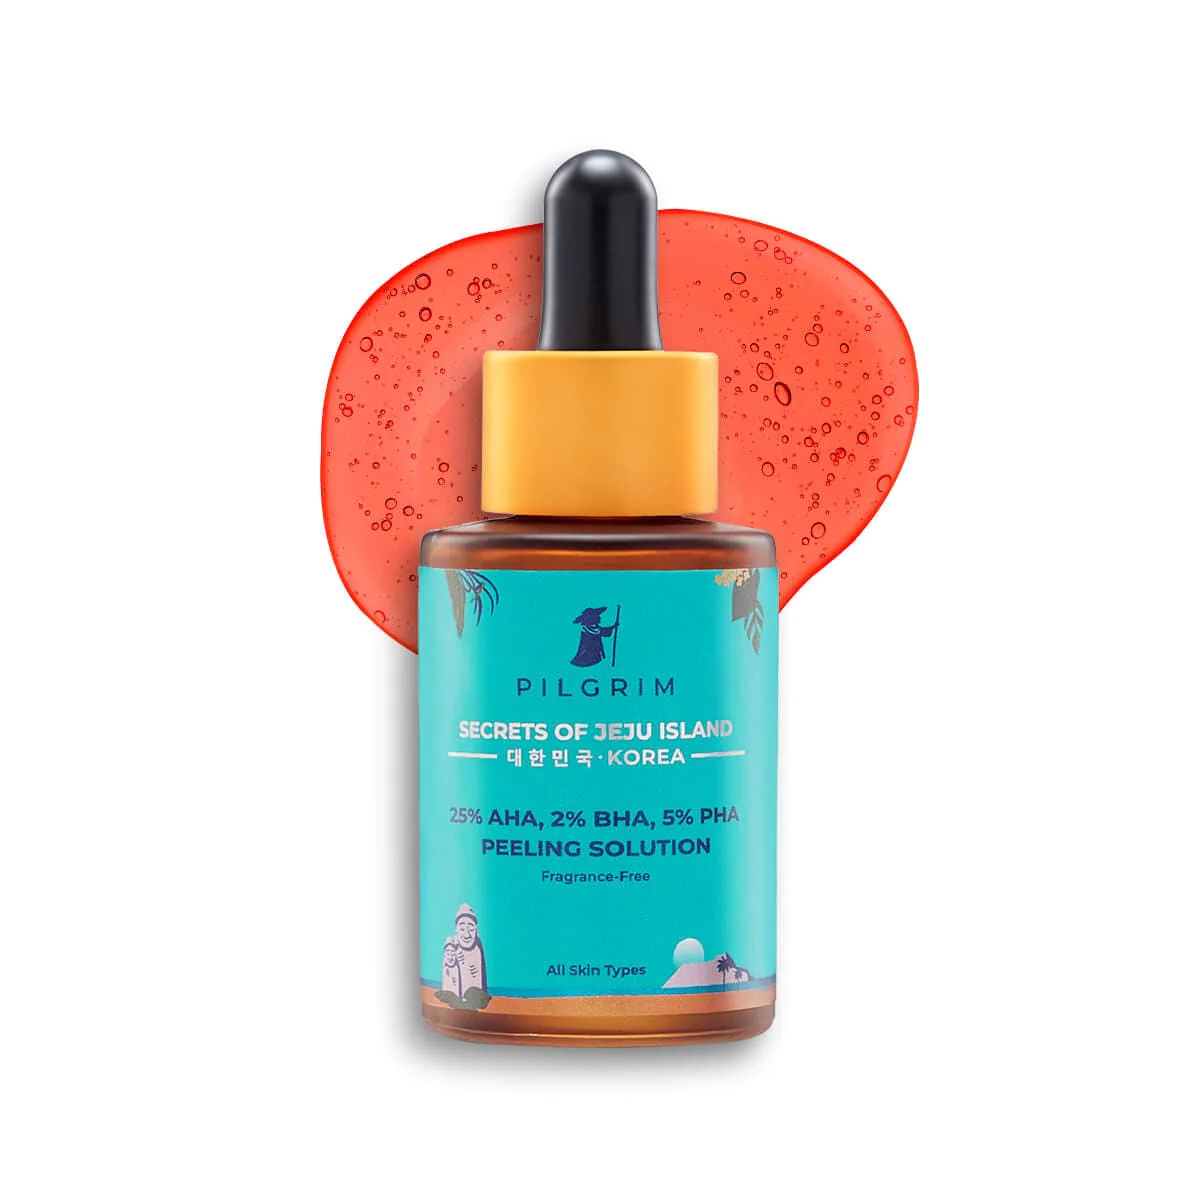 PILGRIM
SECRETS OF JEJU ISLAND
대한민국·KOREA
25% AHA, 2% BHA, 5% PHA
PEELING SOLUTION
Fragrance-Free
All Skin Types